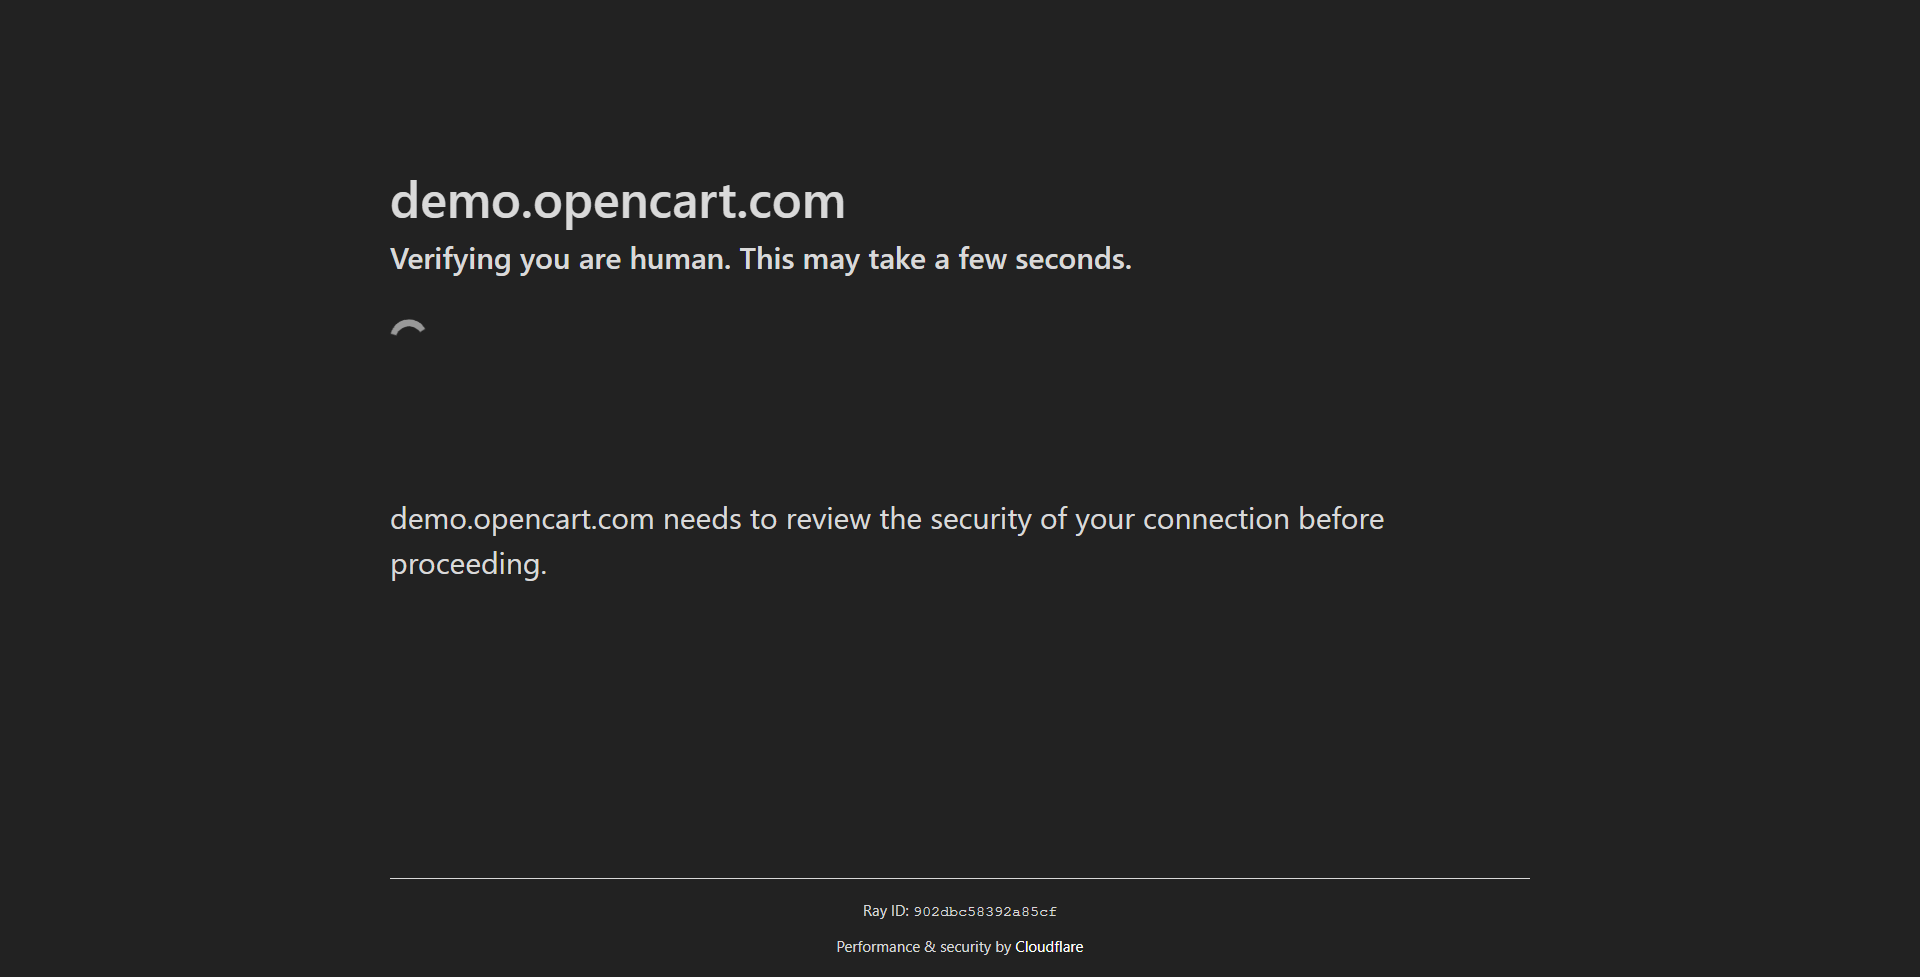 demo.opencart.com
Verifying you are human. This may take a few seconds.
demo.opencart.com needs to review the security of your connection before
proceeding.
Ray ID: 902dbc58392a85cf
Performance & security by Cloudflare